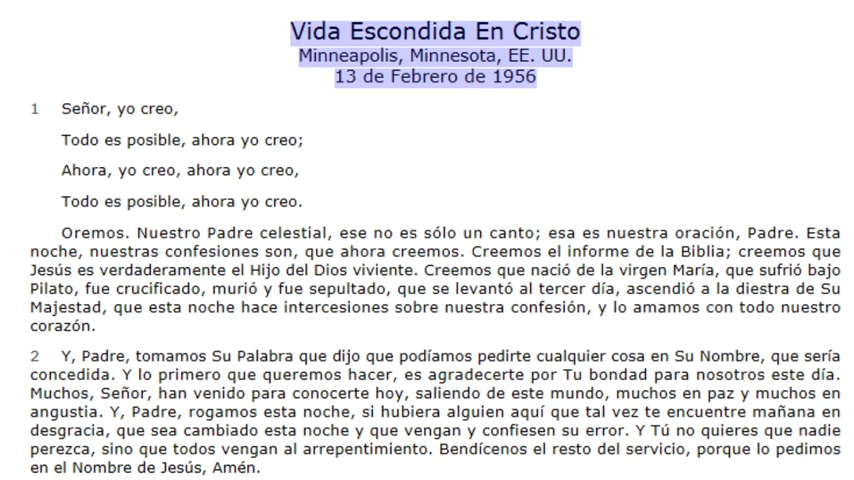 Vida Escondida En Cristo
Minneapolis, Minnesota, EE. UU.
13 de Febrero de 1956
1 Señor, yo creo,
Todo es posible, ahora yo creo;
Ahora, yo creo, ahora yo creo,
Todo es posible, ahora yo creo.
Oremos. Nuestro Padre celestial, ese no es sólo un canto; esa es nuestra oración, Padre. Esta
noche, nuestras confesiones son, que ahora creemos. Creemos el informe de la Biblia; creemos que
Jesús es verdaderamente el Hijo del Dios viviente. Creemos que nació de la virgen María, que sufrió bajo
Pilato, fue crucificado, murió y fue sepultado, que se levantó al tercer día, ascendió a la diestra de Su
Majestad, que esta noche hace intercesiones sobre nuestra confesión, y lo amamos con todo nuestro
corazón.
2 Y, Padre, tomamos Su Palabra que dijo que podíamos pedirte cualquier cosa en Su Nombre, que sería
concedida. Y lo primero que queremos hacer, es agradecerte por Tu bondad para nosotros este día.
Muchos, Señor, han venido para conocerte hoy, saliendo de este mundo, muchos en paz y muchos en
angustia. Y, Padre, rogamos esta noche, si hubiera alguien aquí que tal vez te encuentre mañana en
desgracia, que sea cambiado esta noche y que vengan y confiesen su error. Y Tú no quieres que nadie
perezca, sino que todos vengan al arrepentimiento. Bendícenos el resto del servicio, porque lo pedimos
en el Nombre de Jesús, Amén.